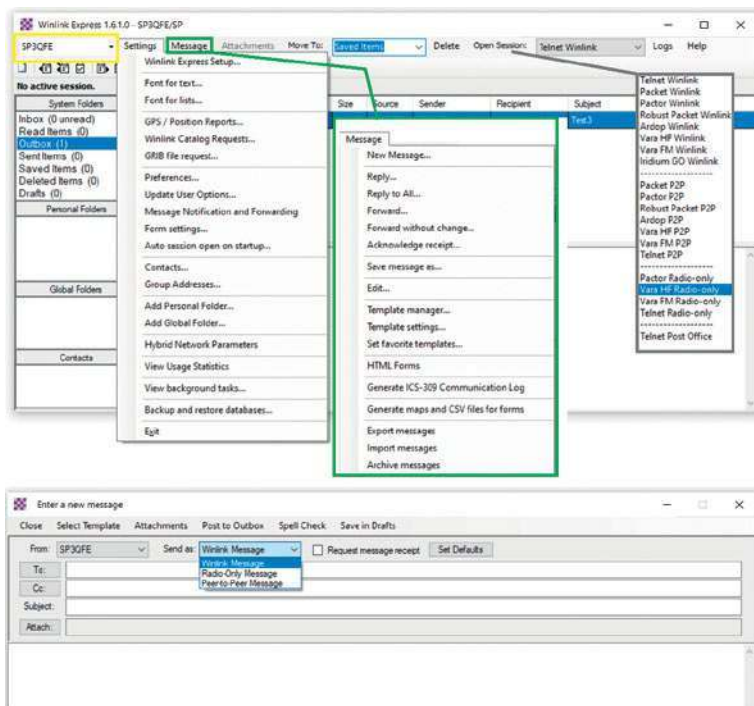 Winlink Express 1.6.1.0 - SP3QFE/SP
SP3QFE Settings Message Attachments Move To: Saved Items Delete Open Session: Telnet Winlink Logs Help
No active session.
System Folders
Inbox (0 unread)
Read Items (0)
Outbox (1)
Sent Items (0)
Saved Items (0)
Deleted Items (0)
Drafts (0)
Personal Folders
Global Folders
Contacts
Winlink Express Setup...
Font for text...
Font for lists...
GPS / Position Reports...
Winlink Catalog Requests...
GRIB file request...
Preferences...
Update User Options...
Message Notification and Forwarding
Form settings...
Auto session open on startup...
Contacts...
Group Addresses...
Add Personal Folder...
Add Global Folder...
Hybrid Network Parameters
View Usage Statistics
View background tasks...
Backup and restore databases...
Exit
Size Source Sender Recipient Subject
Test3
Message
New Message...
Reply...
Reply to All...
Forward...
Forward without change...
Acknowledge receipt...
Save message as...
Edit...
Template manager...
Template settings...
Set favorite templates...
HTML Forms
Generate ICS-309 Communication Log
Generate maps and CSV files for forms
Export messages
Import messages
Archive messages
Telnet Winlink
Packet Winlink
Pactor Winlink
Robust Packet Winlink
Ardop Winlink
Vara HF Winlink
Vara FM Winlink
Iridium GO Winlink
--------------------
Packet P2P
Pactor P2P
Robust Packet P2P
Ardop P2P
Vara HF P2P
Vara FM P2P
Telnet P2P
--------------------
Pactor Radio-only
Vara HF Radio-only
Vara FM Radio-only
Telnet Radio-only
--------------------
Telnet Post Office
Enter a new message
Close Select Template Attachments Post to Outbox Spell Check Save in Drafts
From: SP3QFE Send as: Winlink Message Request message receipt Set Defaults
Winlink Message
Radio-Only Message
Peer-to-Peer Message
To:
Cc:
Subject:
Attach: